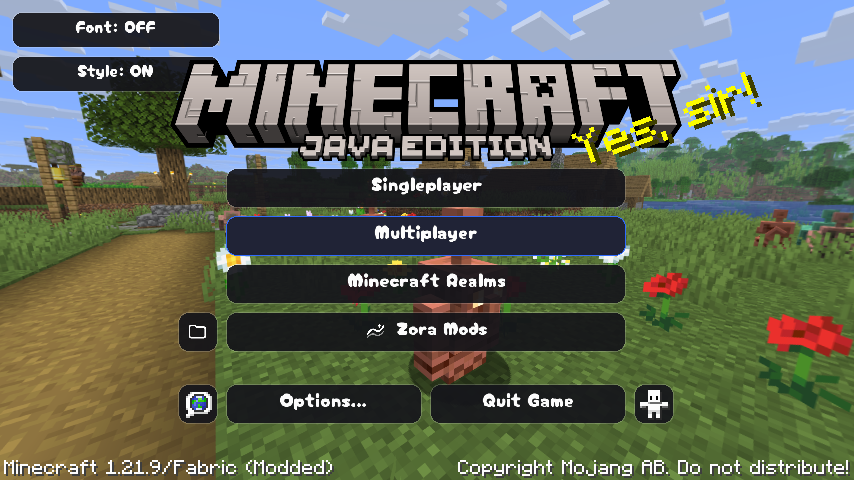 Font: OFF
Style: ON
MINECRAFT
JAVA EDITION
Yes, sir!
Singleplayer
Multiplayer
Minecraft Realms
Zora Mods
Options...
Quit Game
Minecraft 1.21.9/Fabric (Modded)
Copyright Mojang AB. Do not distribute!